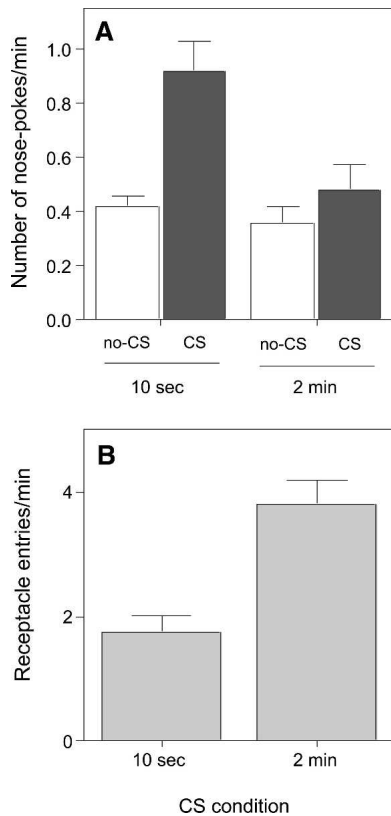 A
Number of nose-pokes/min
1.0
0.8
0.6
0.4
0.2
0.0
no-CS CS no-CS CS
10 sec 2 min
B
Receptacle entries/min
4
2
0
10 sec 2 min
CS condition